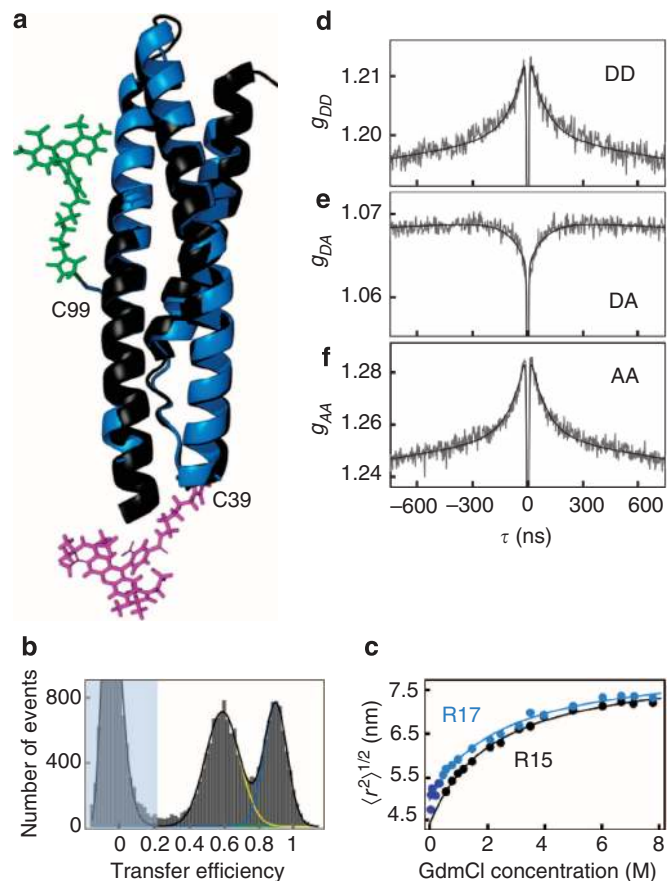 a
C99
C39
b
Number of events
800
400
0
0
0.2
0.4
0.6
0.8
1
Transfer efficiency
c
⟨r²⟩¹/² (nm)
7.5
6.5
5.5
4.5
R17
R15
0
2
4
6
8
GdmCl concentration (M)
d
g_DD
1.21
1.20
DD
e
g_DA
1.07
1.06
DA
f
g_AA
1.28
1.26
1.24
AA
−600 −300 0 300 600
τ (ns)